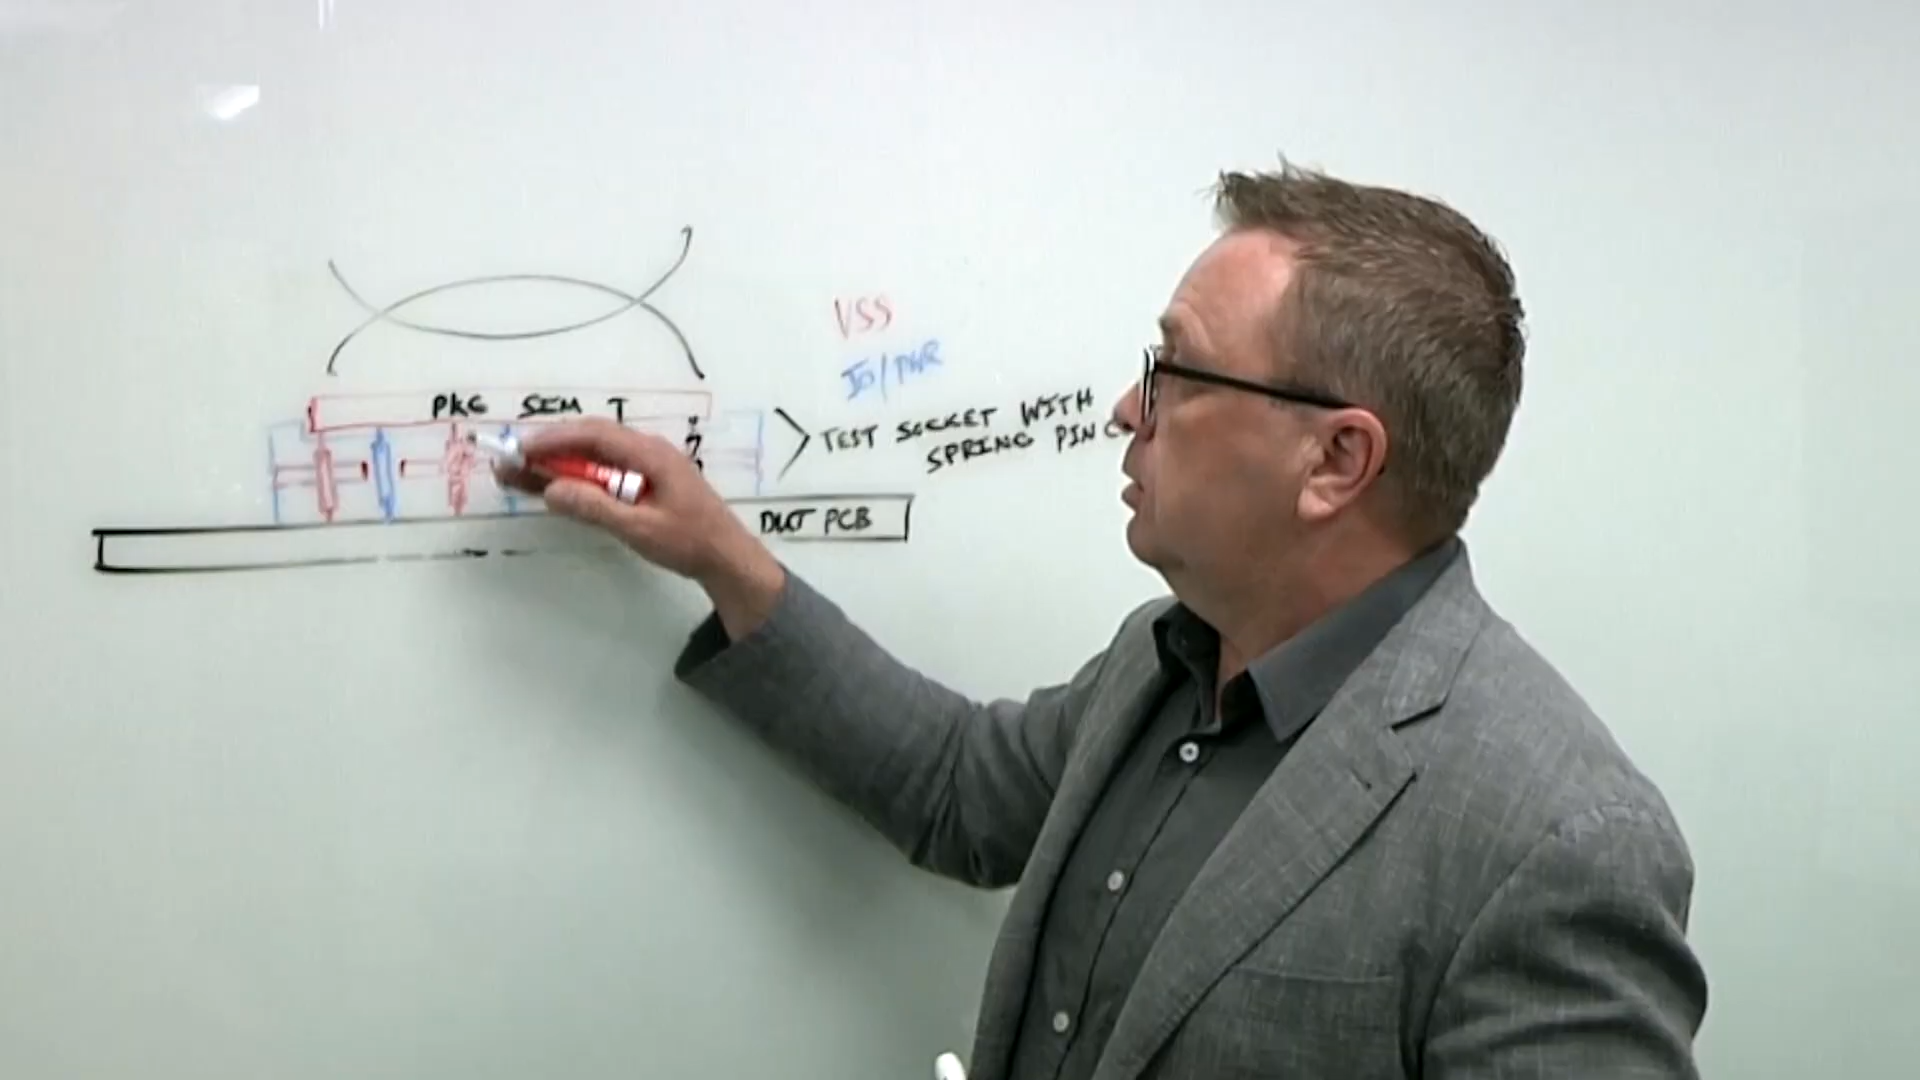 VSS
IO/PWR
PKG SEM T
TEST SOCKET WITH
SPRING PIN
DUT PCB